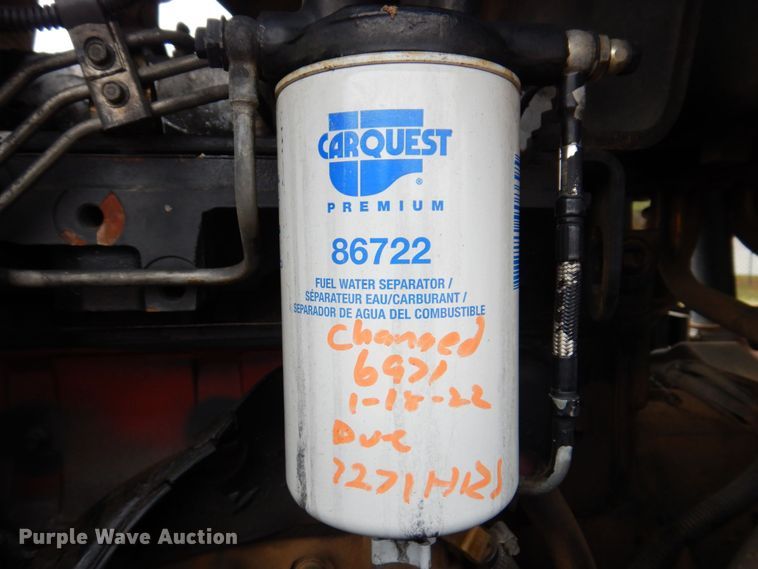 CARQUEST
®
PREMIUM
86722
FUEL WATER SEPARATOR /
SÉPARATEUR EAU/CARBURANT /
SEPARADOR DE AGUA DEL COMBUSTIBLE
Changed
6971
1-18-22
Due
7271 HRS
Purple Wave Auction